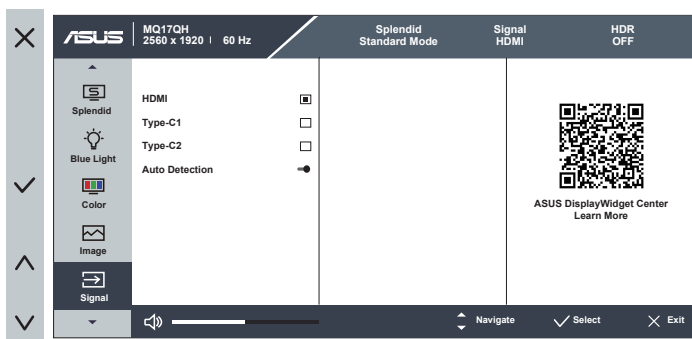 ASUS
MQ17QH
2560 x 1920 | 60 Hz
Splendid
Standard Mode
Signal
HDMI
HDR
OFF
Splendid
Blue Light
Color
Image
Signal
HDMI
Type-C1
Type-C2
Auto Detection
ASUS DisplayWidget Center
Learn More
Navigate
Select
Exit